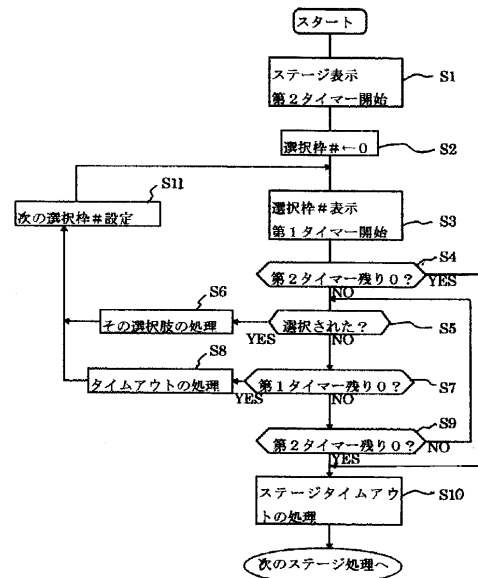 スタート
ステージ表示
第２タイマー開始
S1
選択枠＃←０
S2
S11
次の選択枠＃設定
選択枠＃表示
第１タイマー開始
S3
S4
第２タイマー残り０？
YES
NO
S6
その選択肢の処理
選択された？
S5
YES
NO
S8
タイムアウトの処理
第１タイマー残り０？
S7
YES
NO
S9
第２タイマー残り０？
NO
YES
ステージタイムアウ
トの処理
S10
次のステージ処理へ